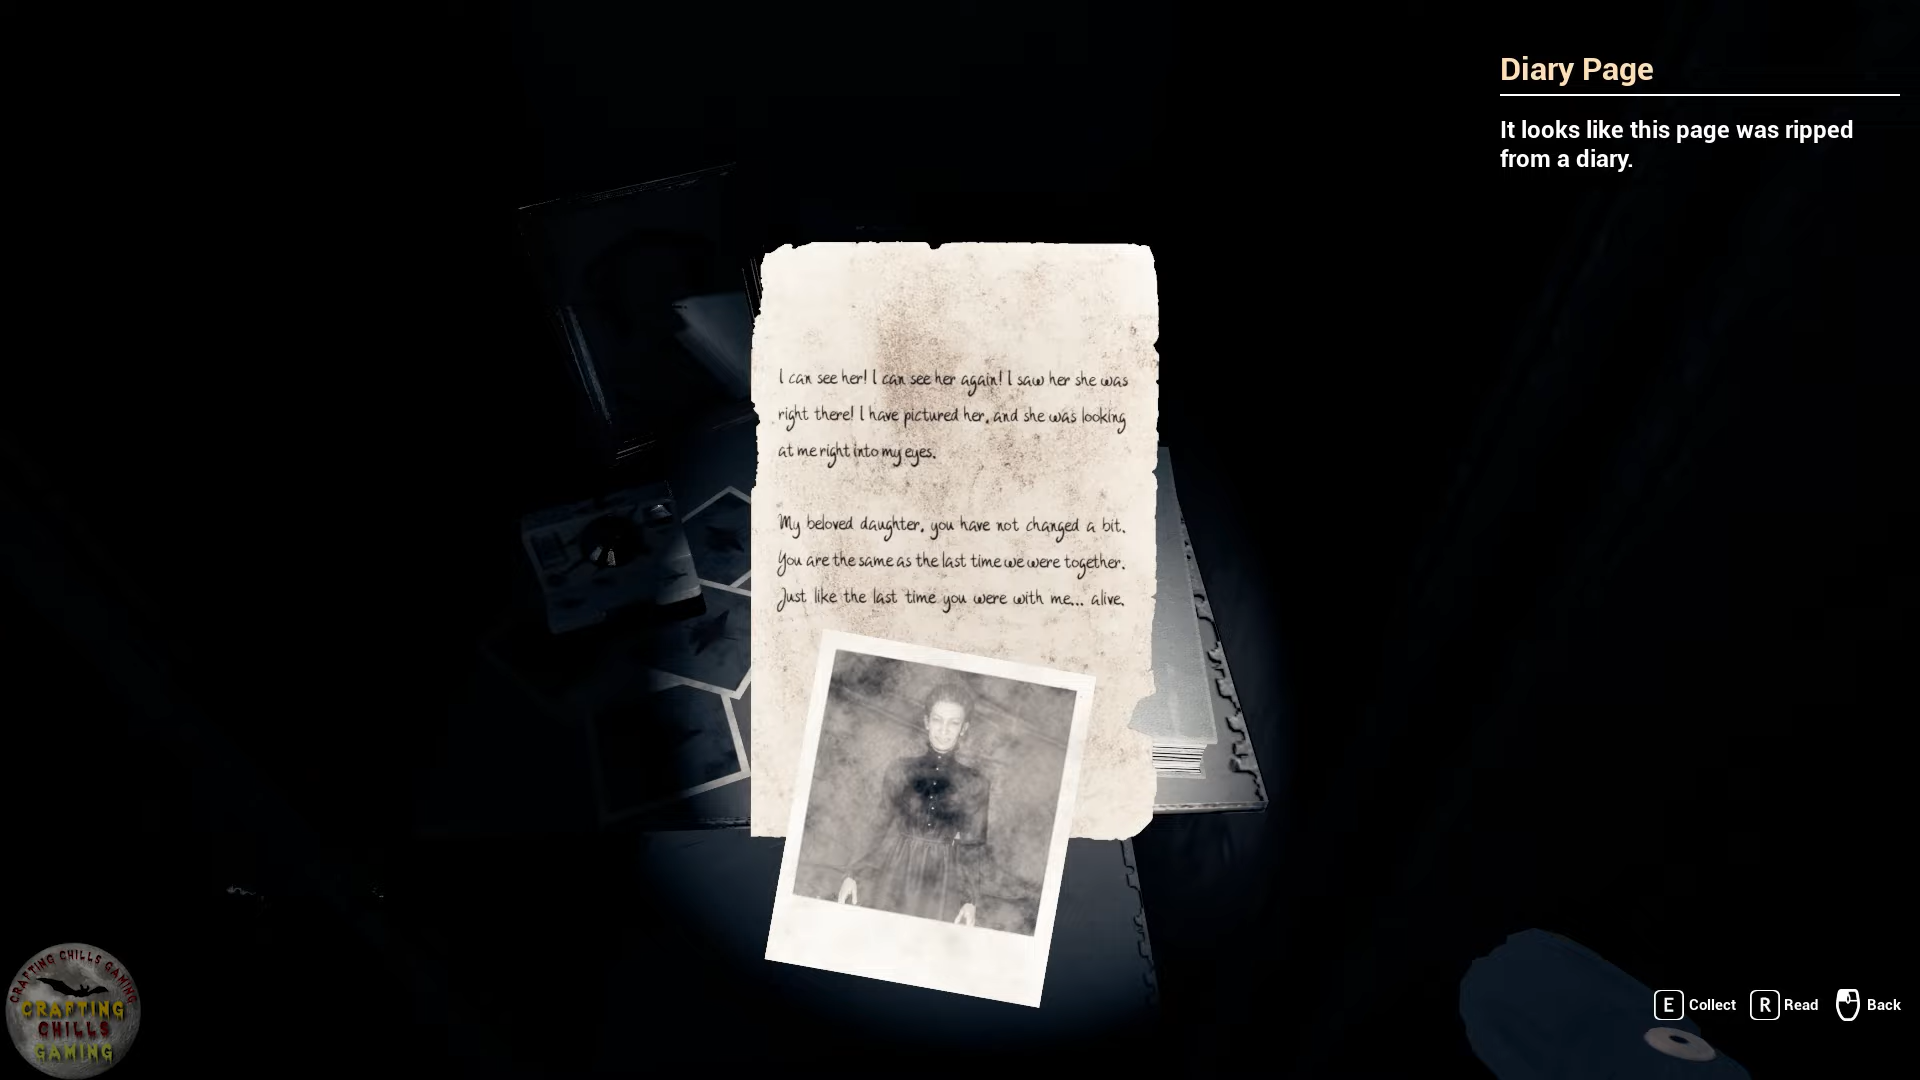 Diary Page
It looks like this page was ripped
from a diary.
I can see her! I can see her again! I saw her she was
right there! I have pictured her, and she was looking
at me right into my eyes.
My beloved daughter, you have not changed a bit.
You are the same as the last time we were together.
Just like the last time you were with me... alive.
E Collect R Read Back
CRAFTING CHILLS GAMING
CRAFTING
CHILLS
GAMING